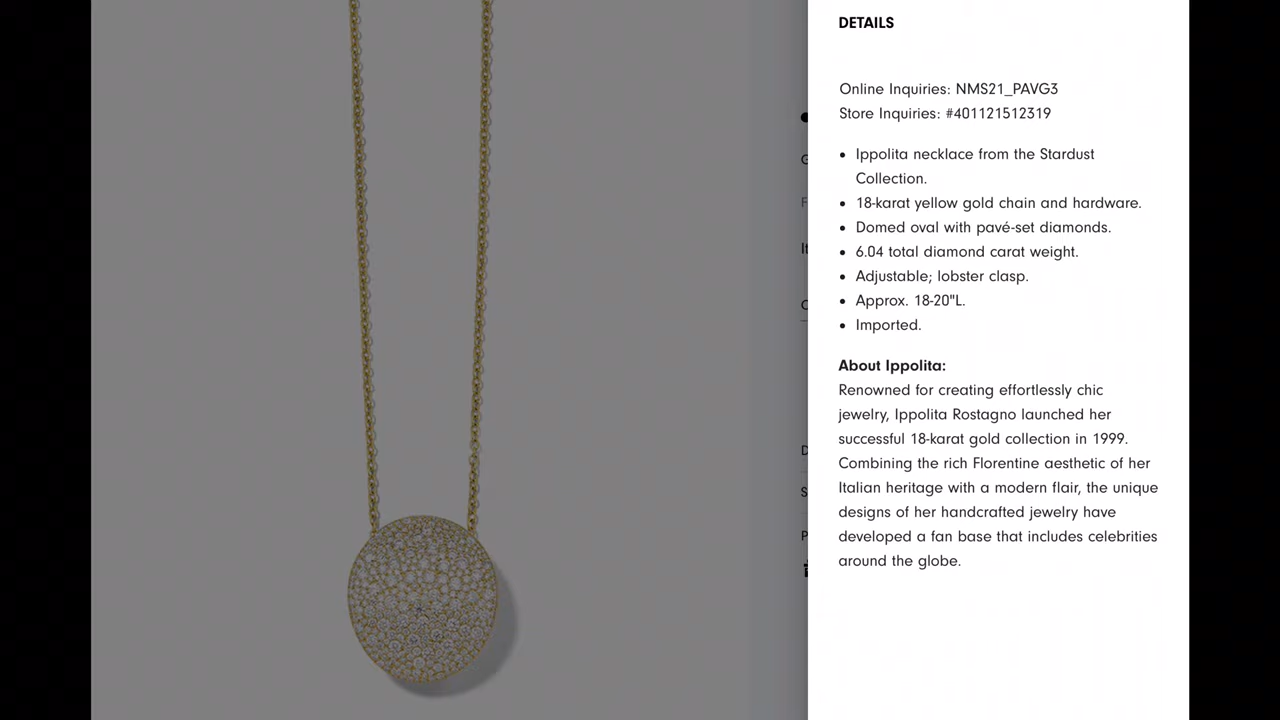 DETAILS
Online Inquiries: NMS21_PAVG3
Store Inquiries: #401121512319
• Ippolita necklace from the Stardust
Collection.
• 18-karat yellow gold chain and hardware.
• Domed oval with pavé-set diamonds.
• 6.04 total diamond carat weight.
• Adjustable; lobster clasp.
• Approx. 18-20"L.
• Imported.
About Ippolita:
Renowned for creating effortlessly chic
jewelry, Ippolita Rostagno launched her
successful 18-karat gold collection in 1999.
Combining the rich Florentine aesthetic of her
Italian heritage with a modern flair, the unique
designs of her handcrafted jewelry have
developed a fan base that includes celebrities
around the globe.